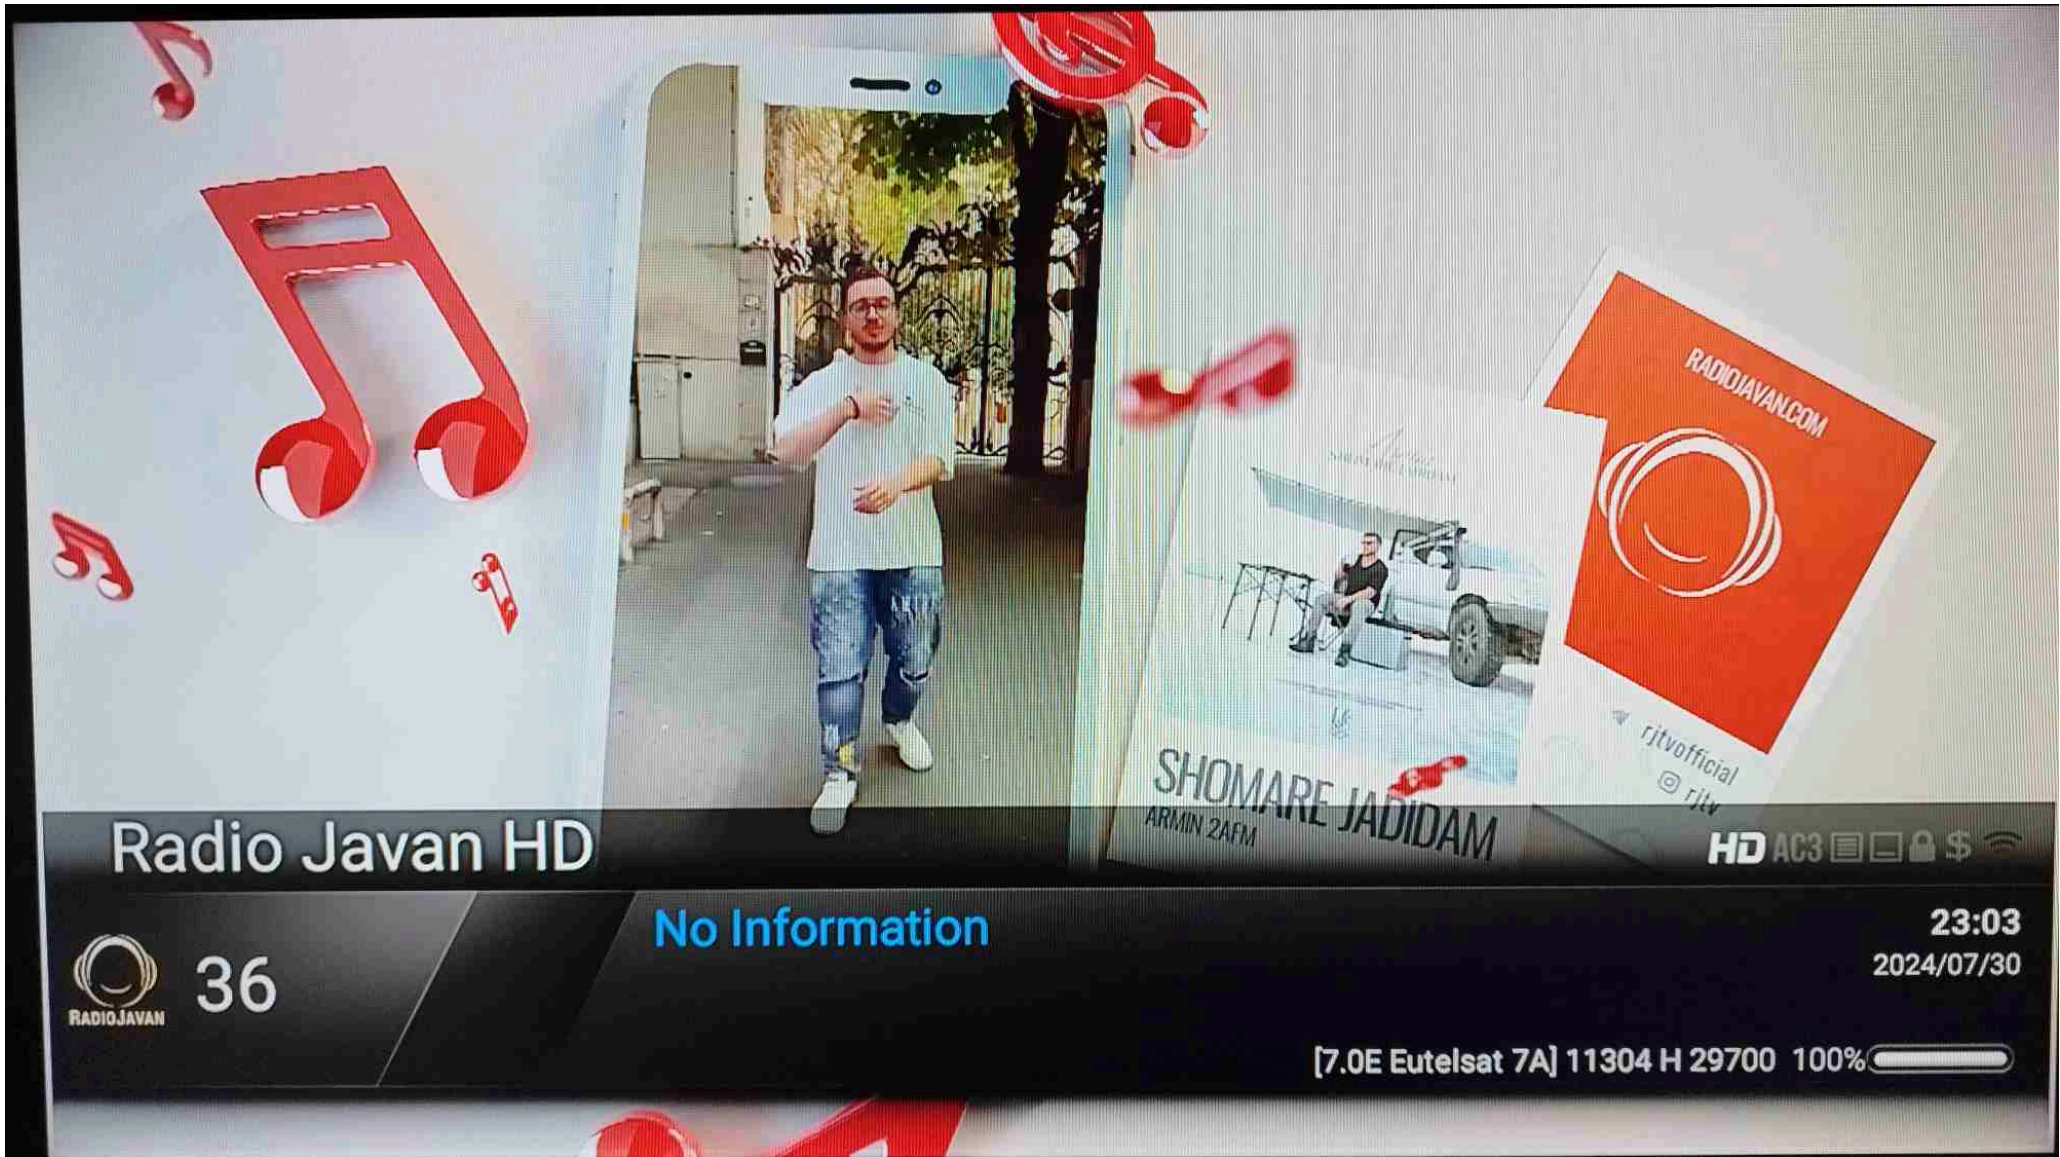 RADIOJAVAN.COM
rjtvofficial
rjtv
SHOMARE JADIDAM
ARMIN 2AFM
Radio Javan HD
HD AC3 $
RADIOJAVAN
36
No Information
23:03
2024/07/30
[7.0E Eutelsat 7A] 11304 H 29700 100%